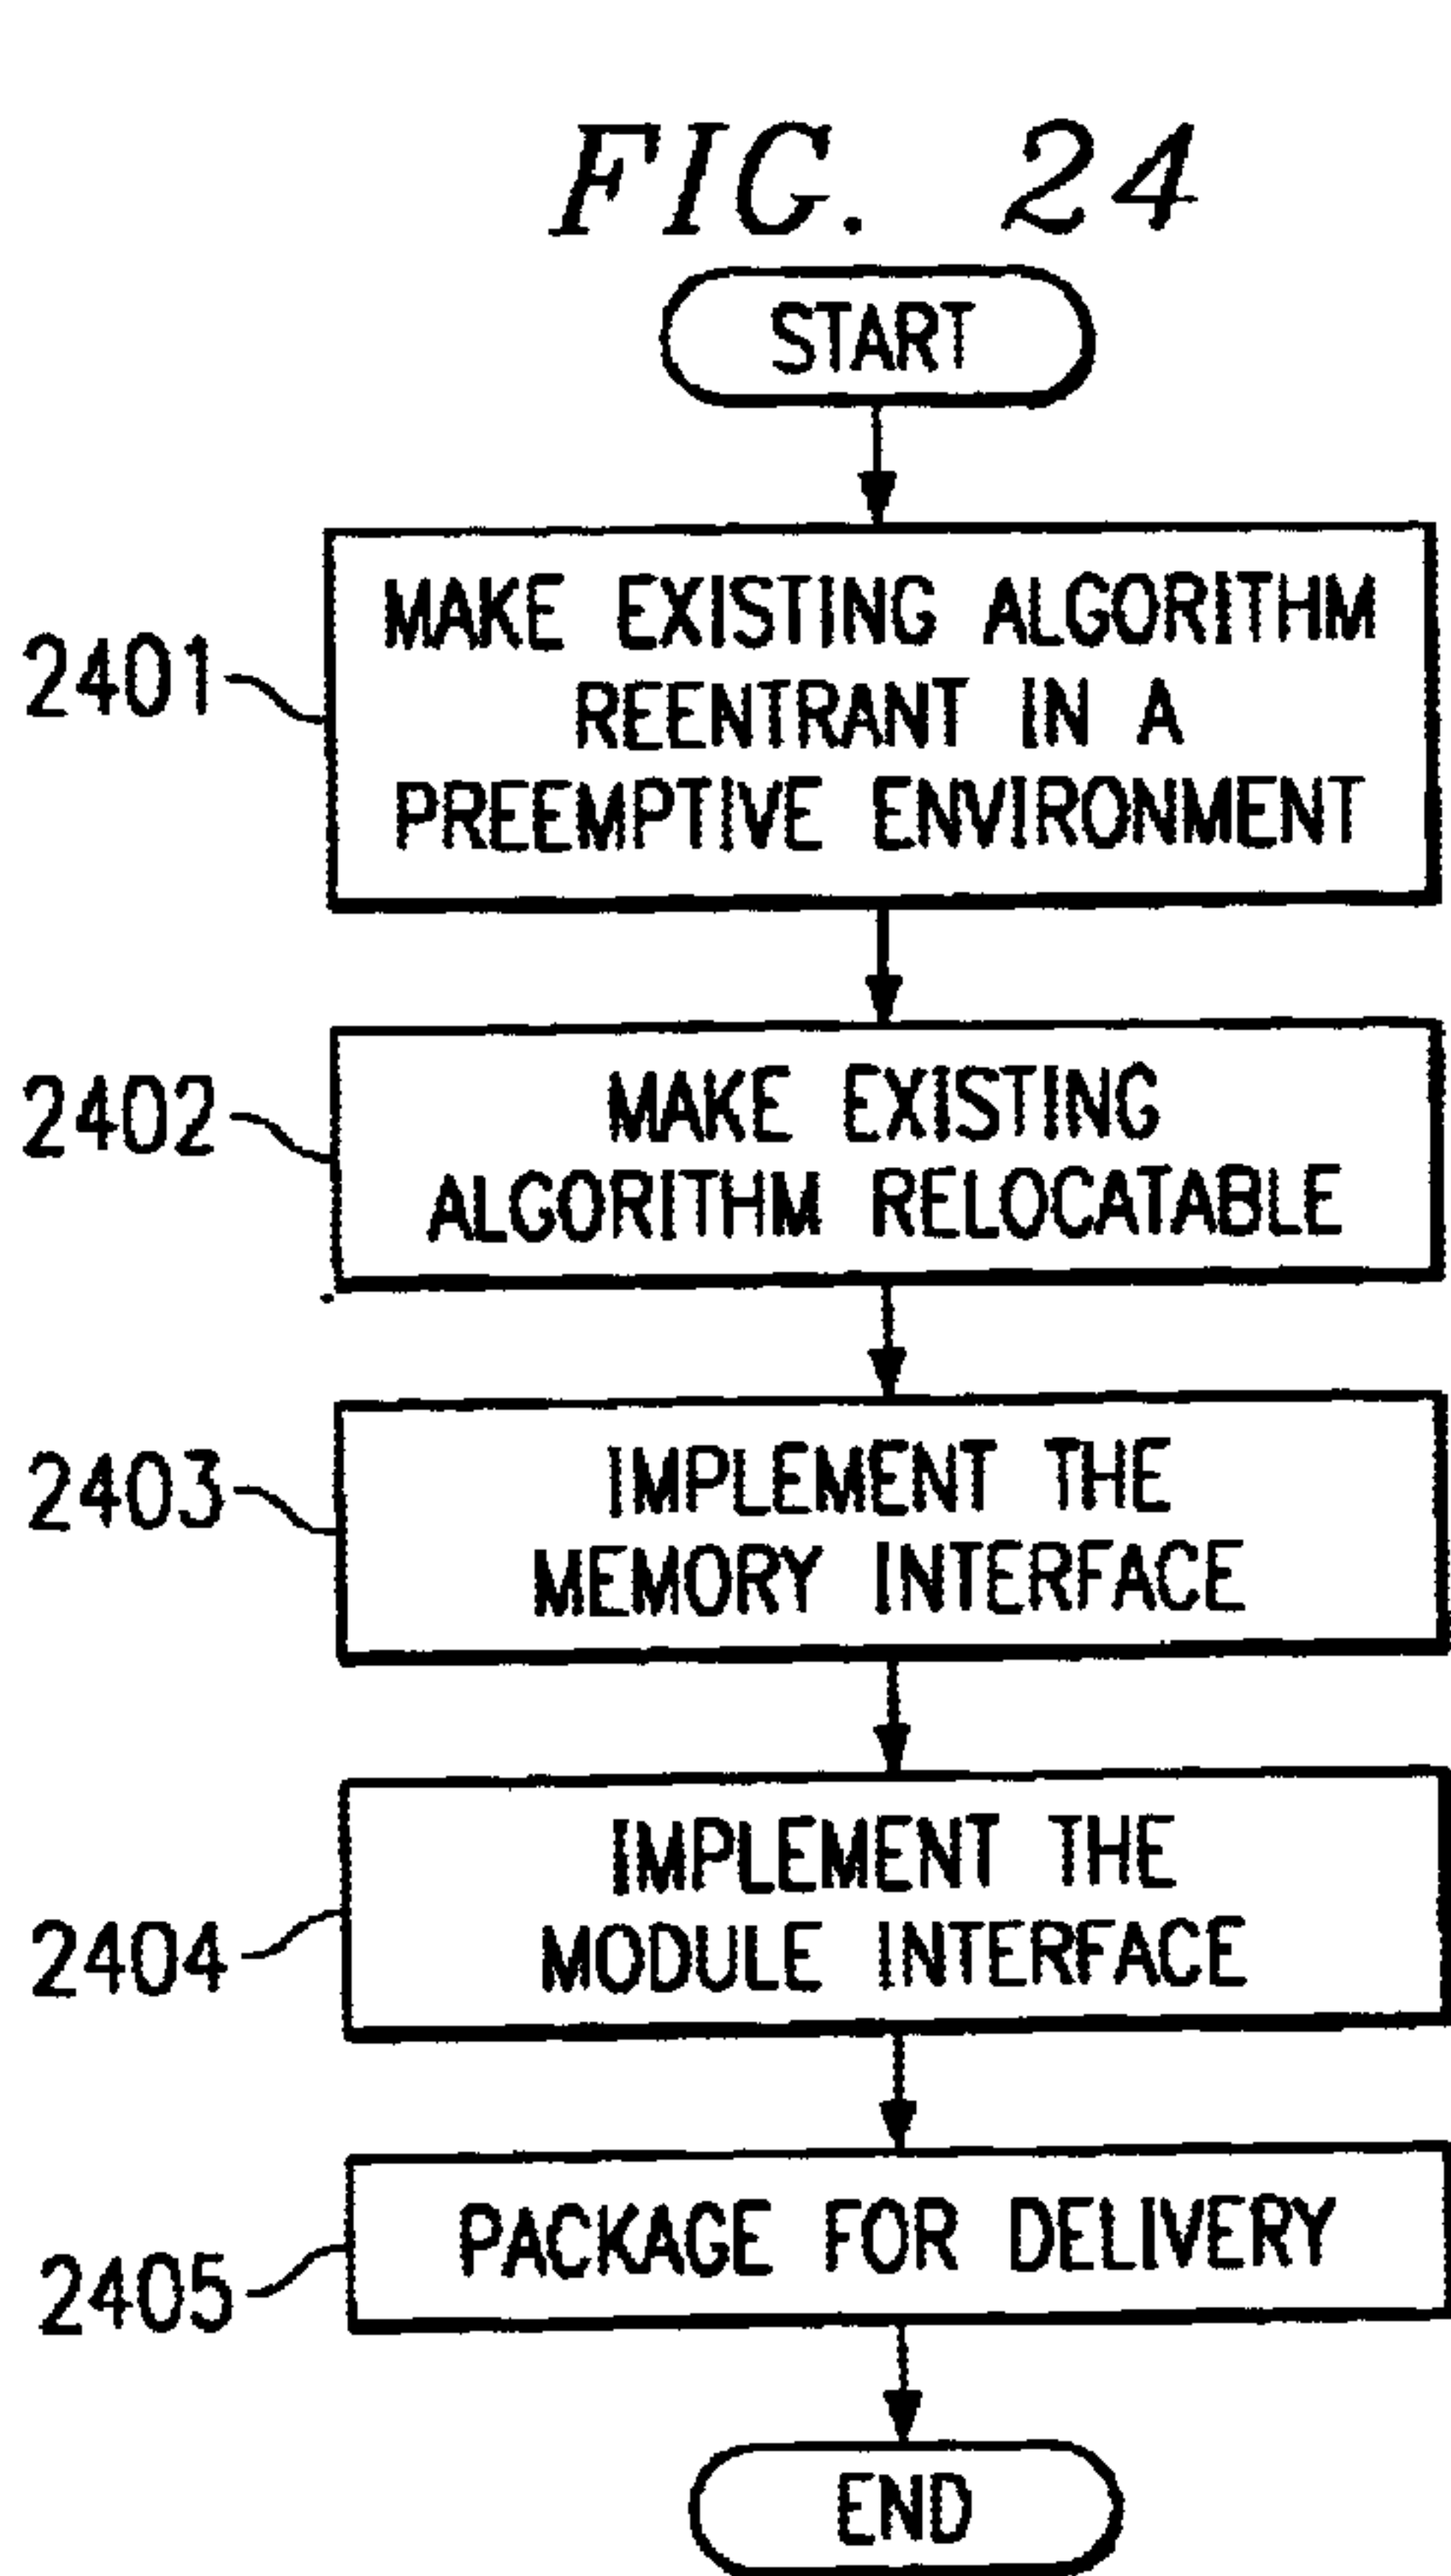 FIG. 24
START
2401
MAKE EXISTING ALGORITHM
REENTRANT IN A
PREEMPTIVE ENVIRONMENT
2402
MAKE EXISTING
ALGORITHM RELOCATABLE
2403
IMPLEMENT THE
MEMORY INTERFACE
2404
IMPLEMENT THE
MODULE INTERFACE
2405
PACKAGE FOR DELIVERY
END